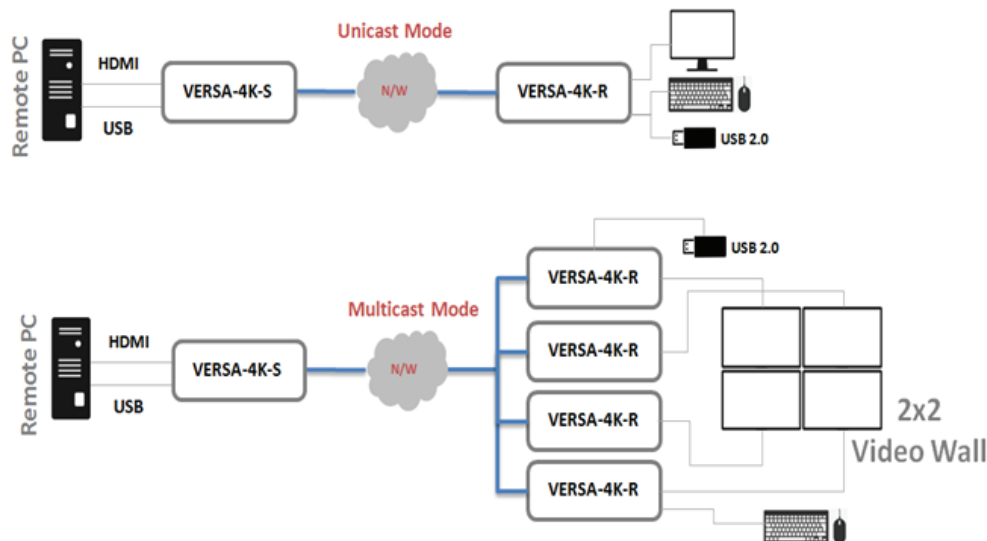 Unicast Mode
Remote PC
HDMI
USB
VERSA-4K-S
N/W
VERSA-4K-R
USB 2.0
Multicast Mode
Remote PC
HDMI
USB
VERSA-4K-S
N/W
VERSA-4K-R
VERSA-4K-R
VERSA-4K-R
VERSA-4K-R
USB 2.0
2x2
Video Wall